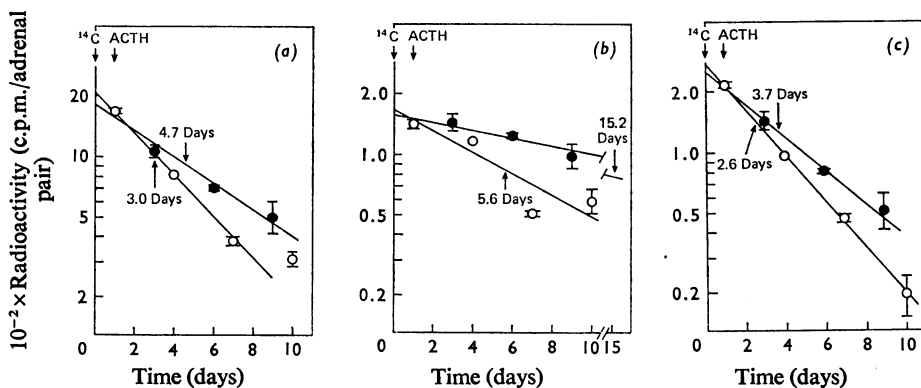 10⁻² × Radioactivity (c.p.m./adrenal pair)
¹⁴C ACTH
(a)
20
10
5
2
4.7 Days
3.0 Days
0 2 4 6 8 10
Time (days)
¹⁴C ACTH
(b)
2.0
1.0
0.5
0.2
15.2 Days
5.6 Days
0 2 4 6 8 10 15
Time (days)
¹⁴C ACTH
(c)
2.0
1.0
0.5
0.2
3.7 Days
2.6 Days
0 2 4 6 8 10
Time (days)